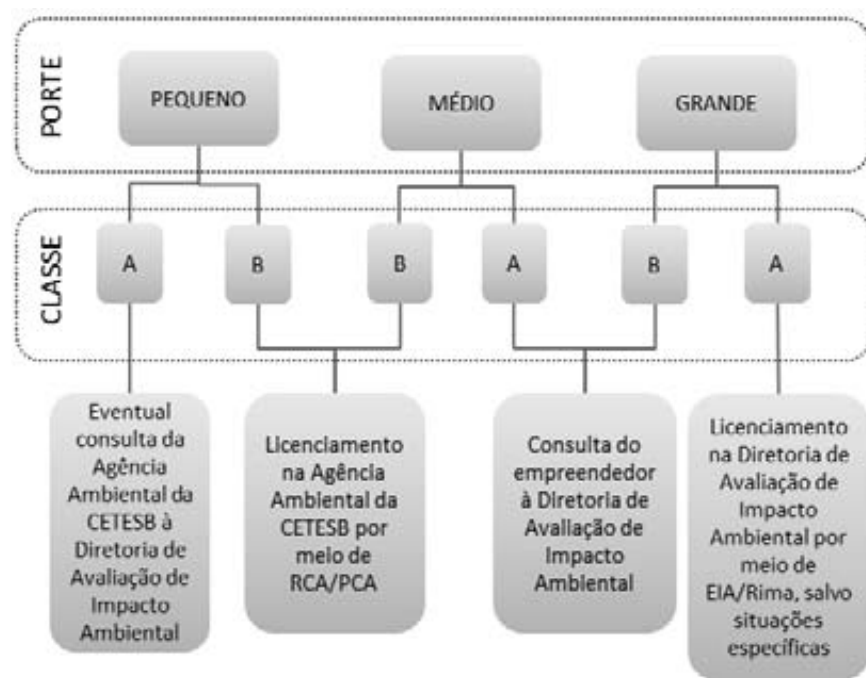 PORTE
PEQUENO
MÉDIO
GRANDE
CLASSE
A
B
B
A
B
A
Eventual
consulta da
Agência
Ambiental da
CETESB à
Diretoria de
Avaliação de
Impacto
Ambiental
Licenciamento
na Agência
Ambiental da
CETESB por
meio de
RCA/PCA
Consulta do
empreendedor
à Diretoria de
Avaliação de
Impacto
Ambiental
Licenciamento
na Diretoria de
Avaliação de
Impacto
Ambiental por
meio de
EIA/Rima, salvo
situações
específicas